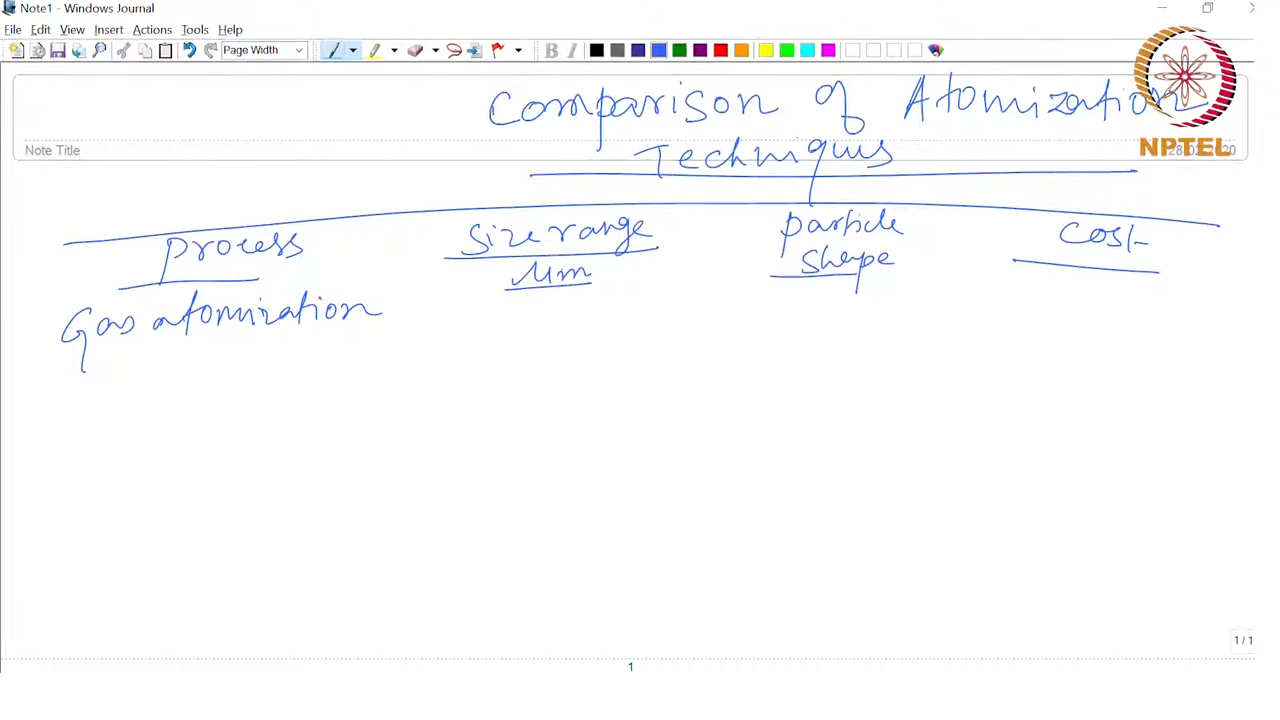 Note1 - Windows Journal
File Edit View Insert Actions Tools Help
Page Width
B I
Comparison of Atomization
Techniques
Note Title
NPTEL
Process Size range Particle Cost
μm Shape
Gas atomization
1 / 1
1